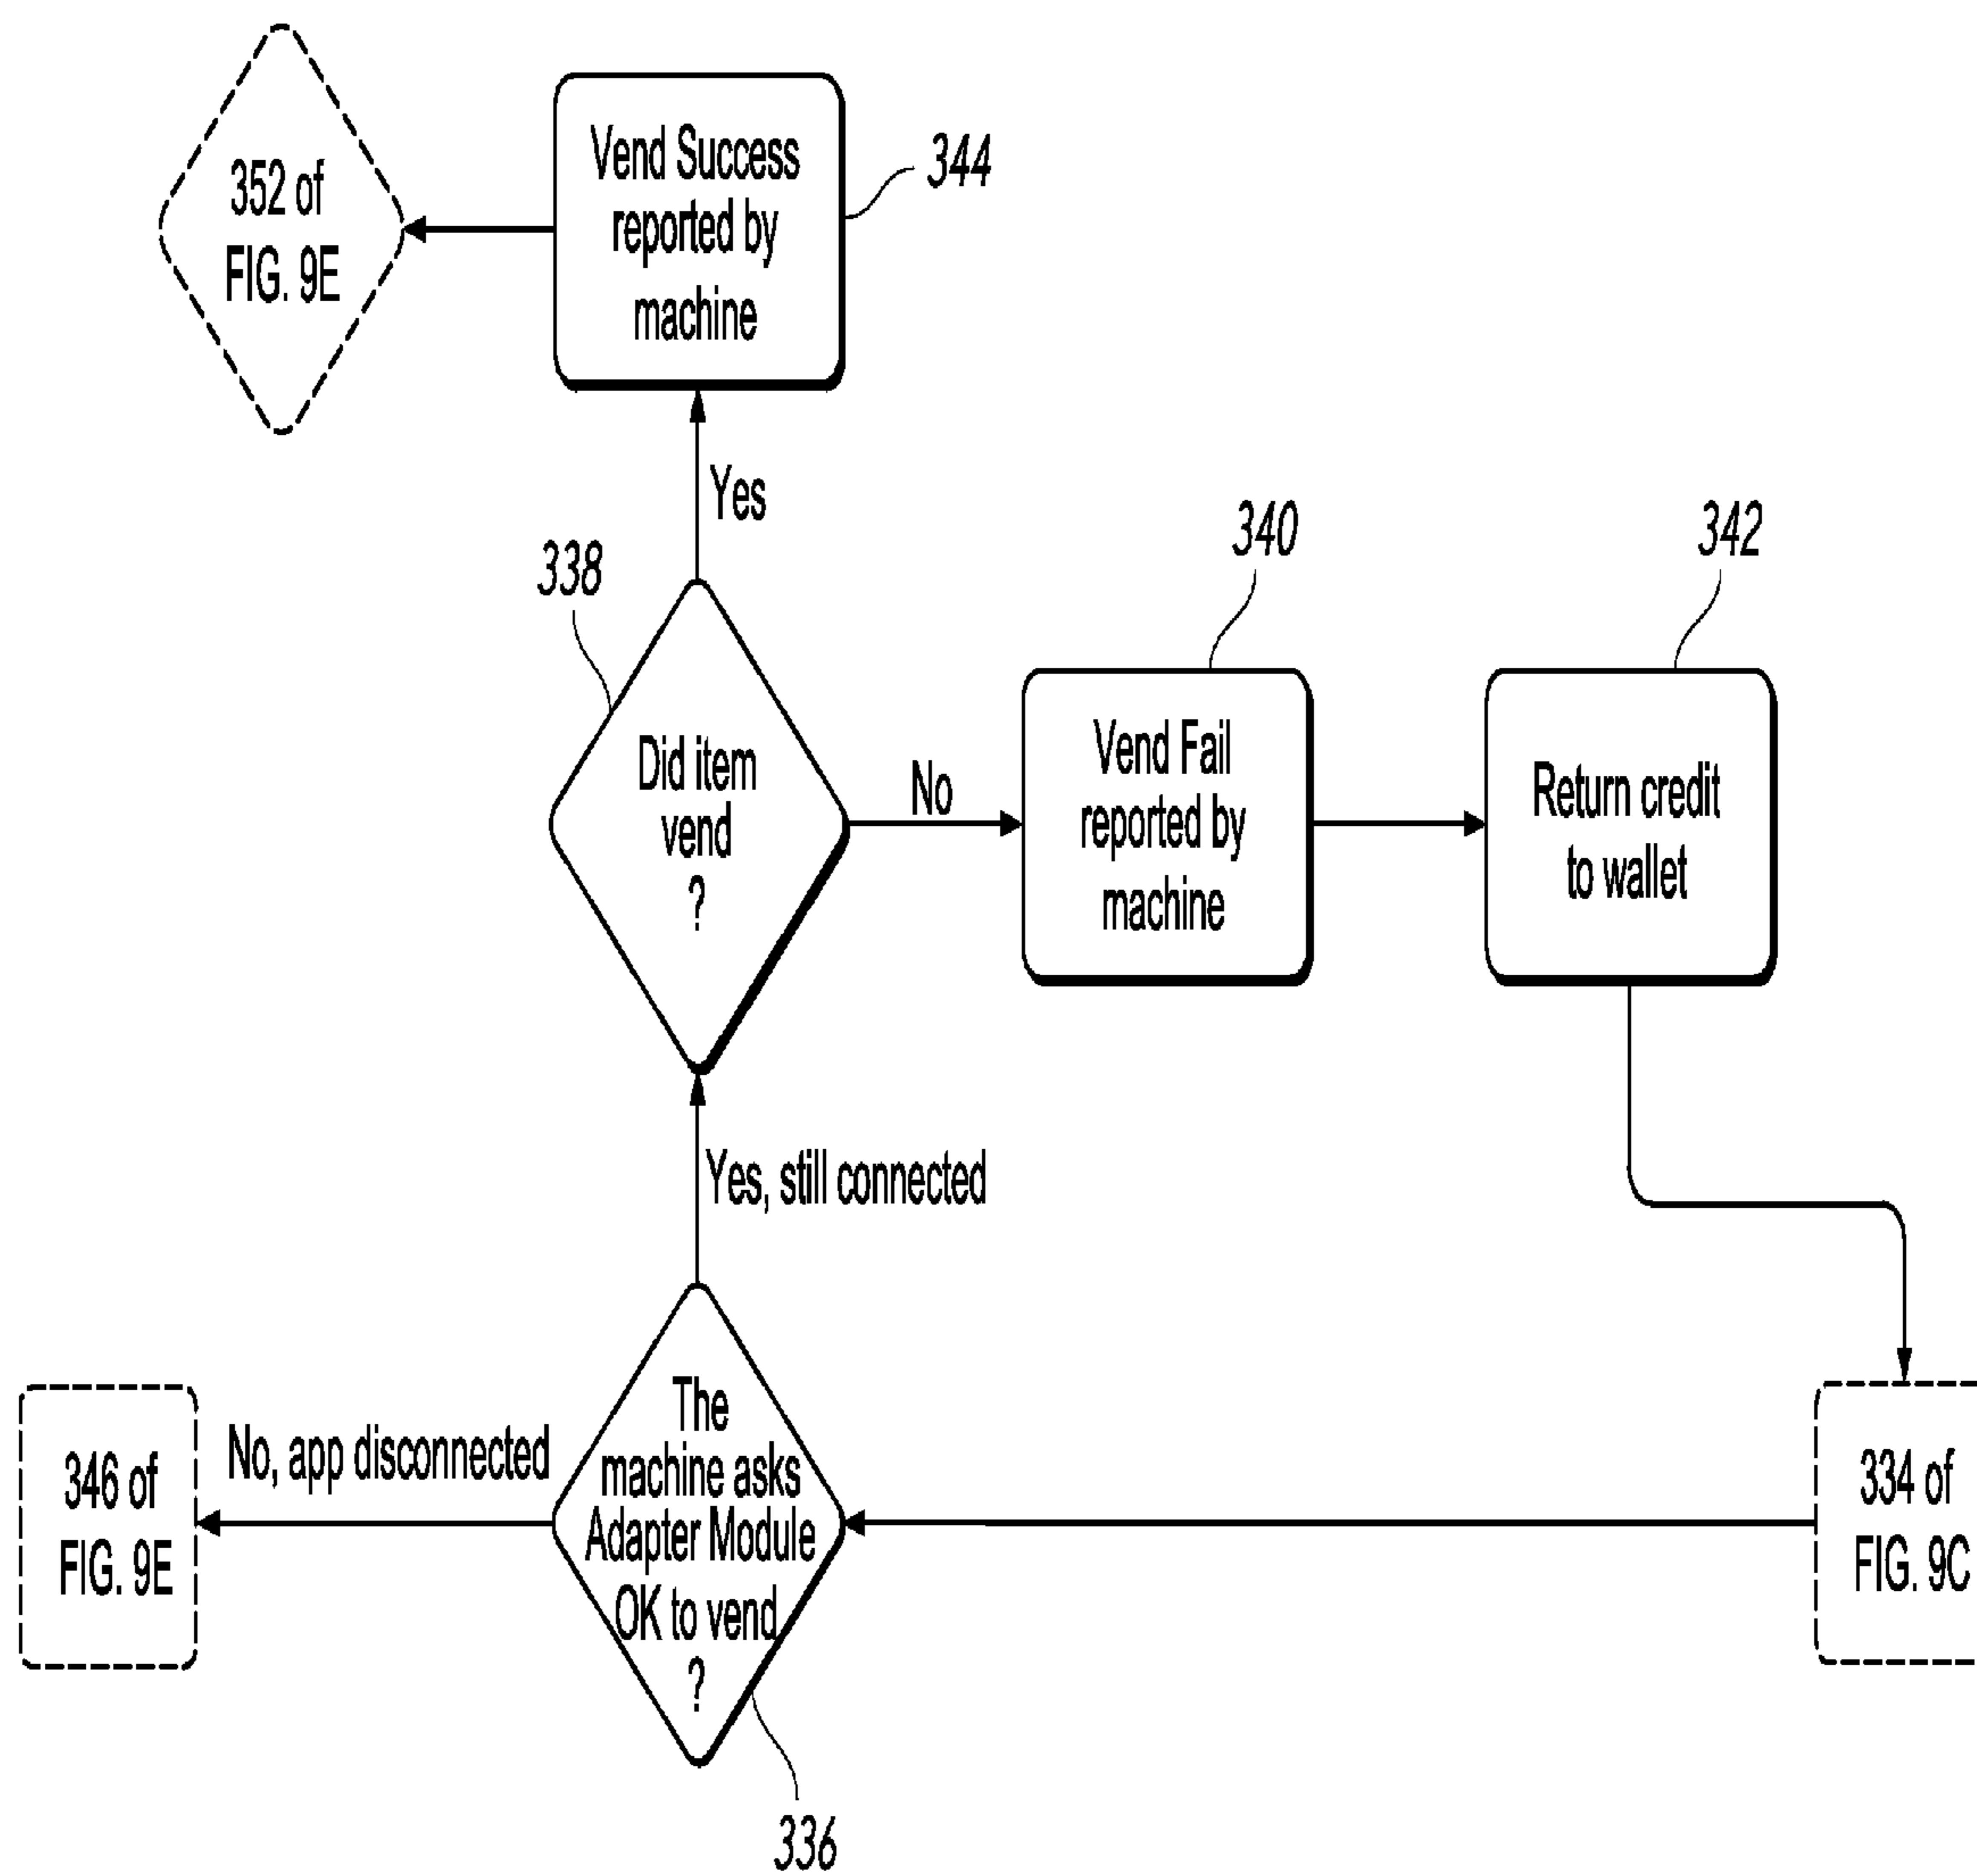 352 of
FIG. 9E
Vend Success
reported by
machine
344
Yes
338
Did item
vend
?
No
340
Vend Fail
reported by
machine
342
Return credit
to wallet
Yes, still connected
346 of
FIG. 9E
No, app disconnected
The
machine asks
Adapter Module
OK to vend
?
336
334 of
FIG. 9C